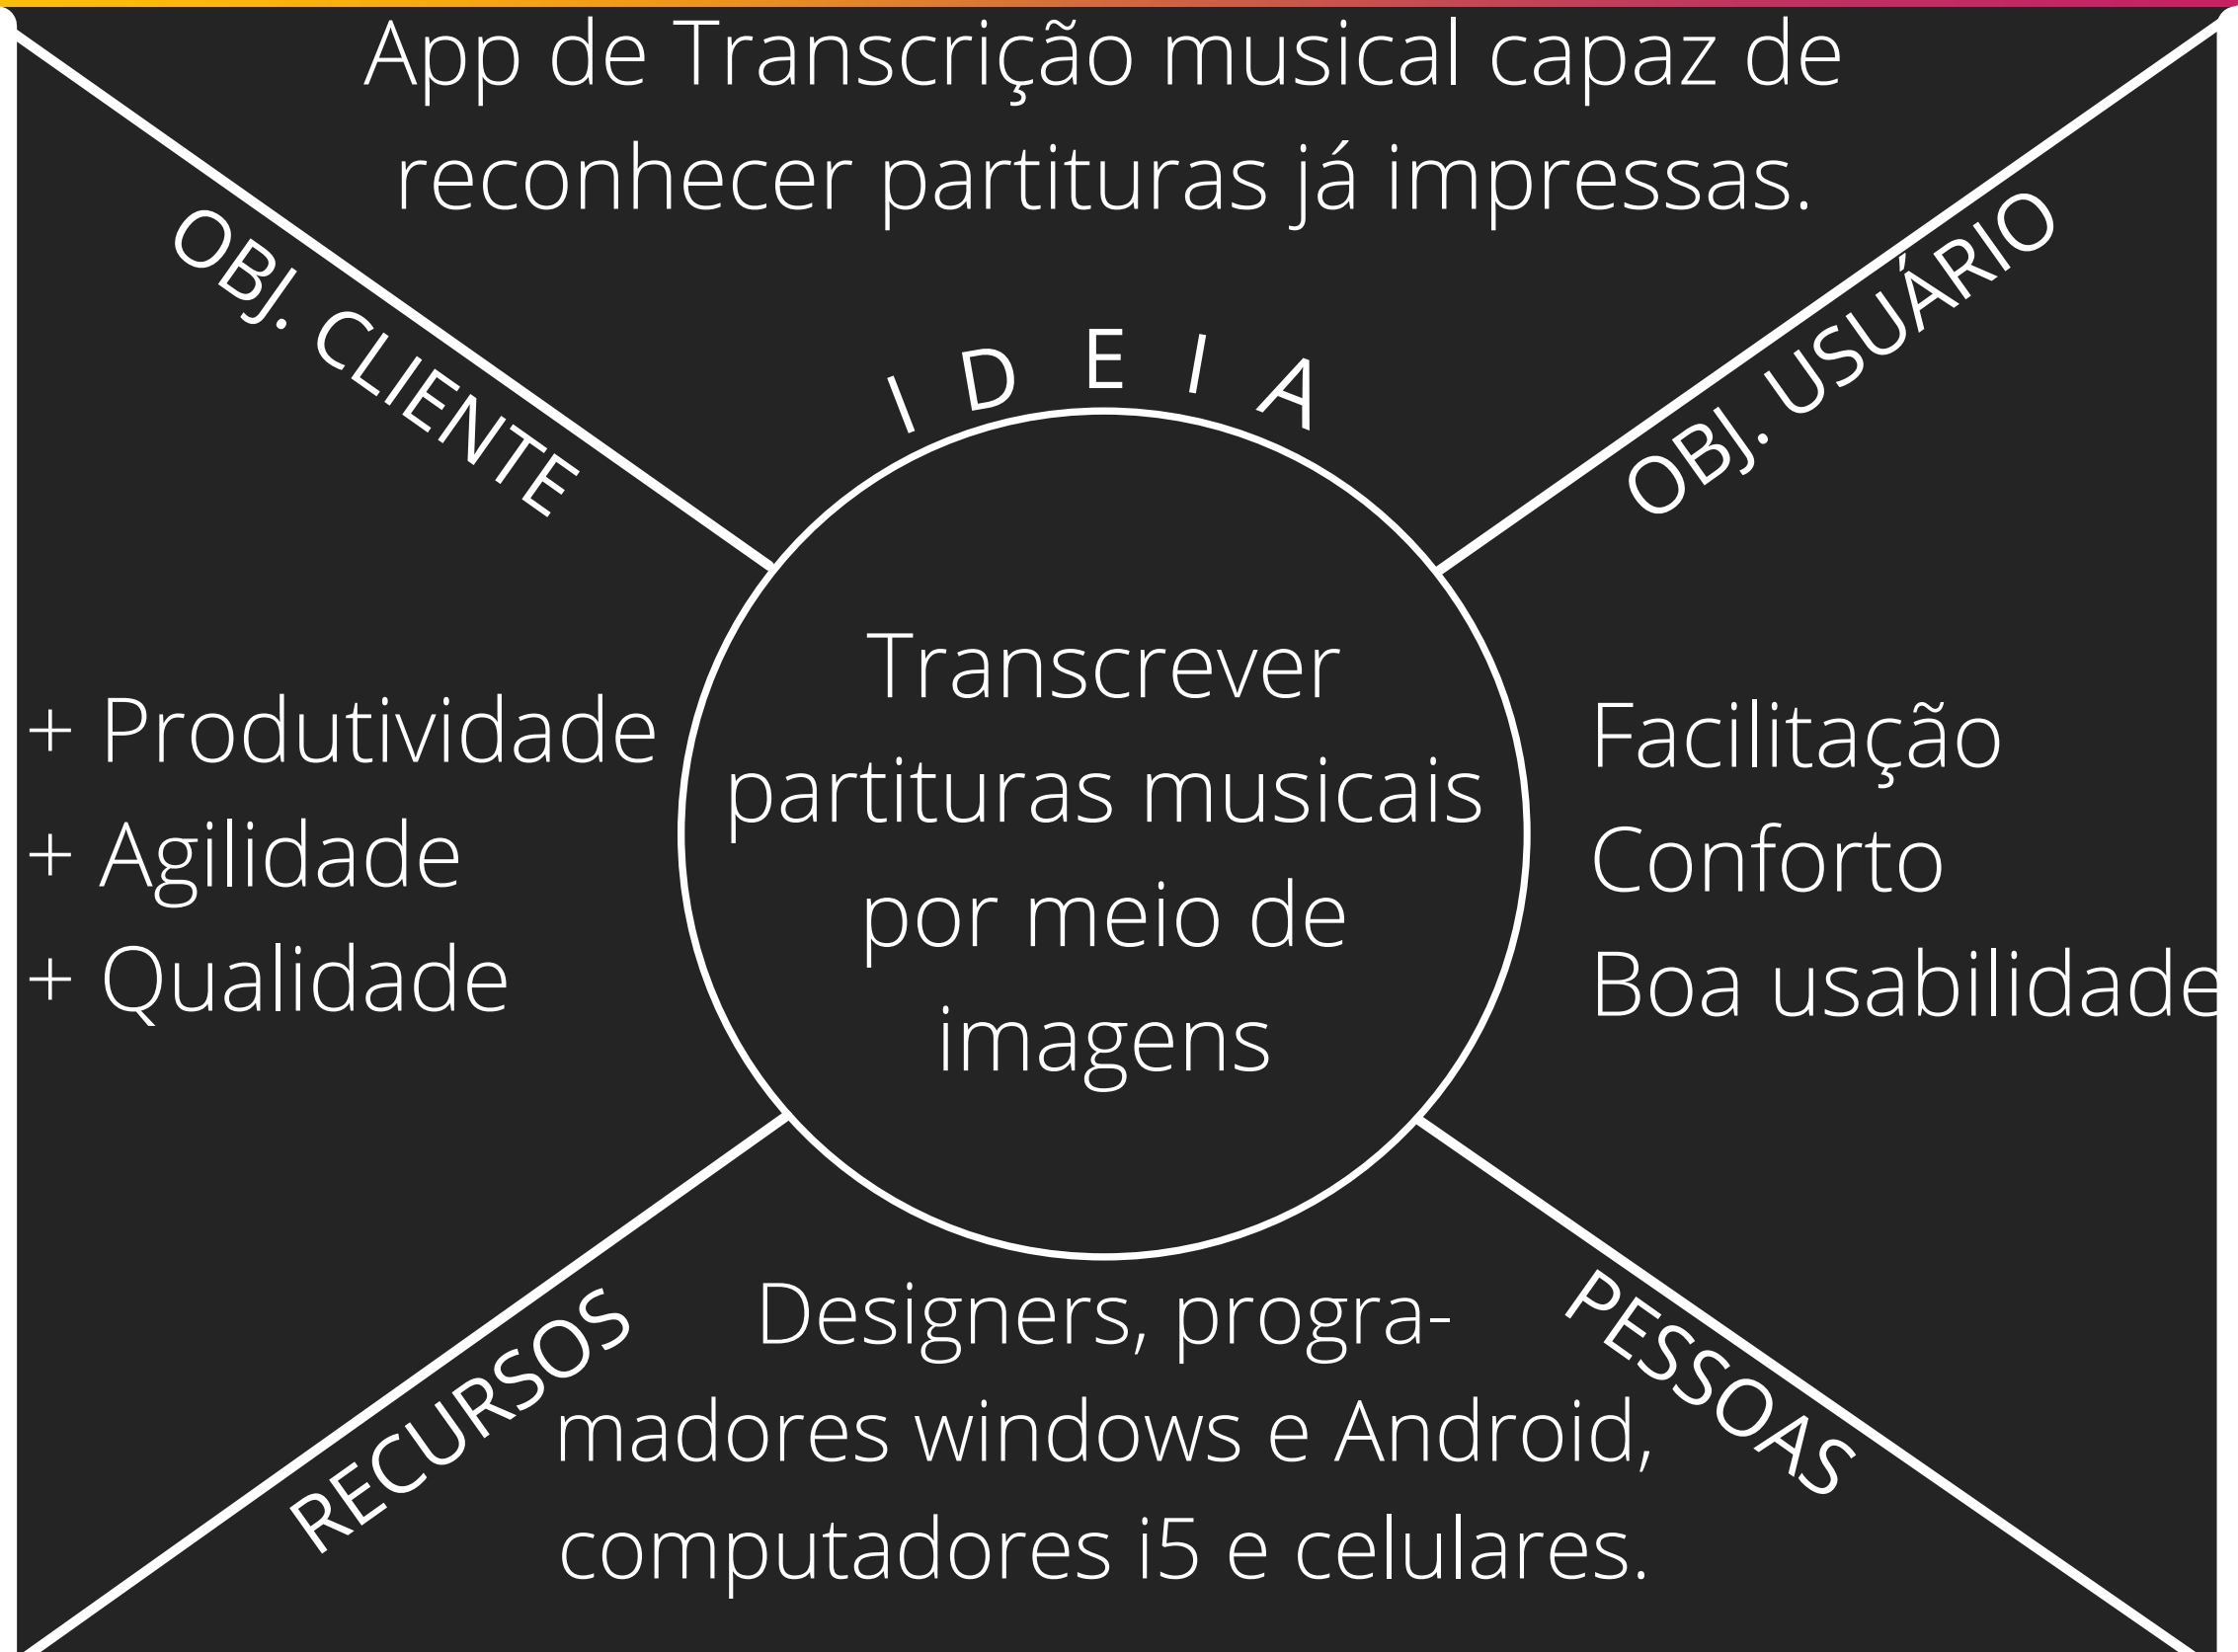 App de Transcrição musical capaz de
reconhecer partituras já impressas.
OBJ. CLIENTE
I D E I A
OBJ. USUÁRIO
+ Produtividade
+ Agilidade
+ Qualidade
Transcrever
partituras musicais
por meio de
imagens
Facilitação
Conforto
Boa usabilidade
RECURSOS
Designers, progra-
madores windows e Android,
computadores i5 e celulares.
PESSOAS